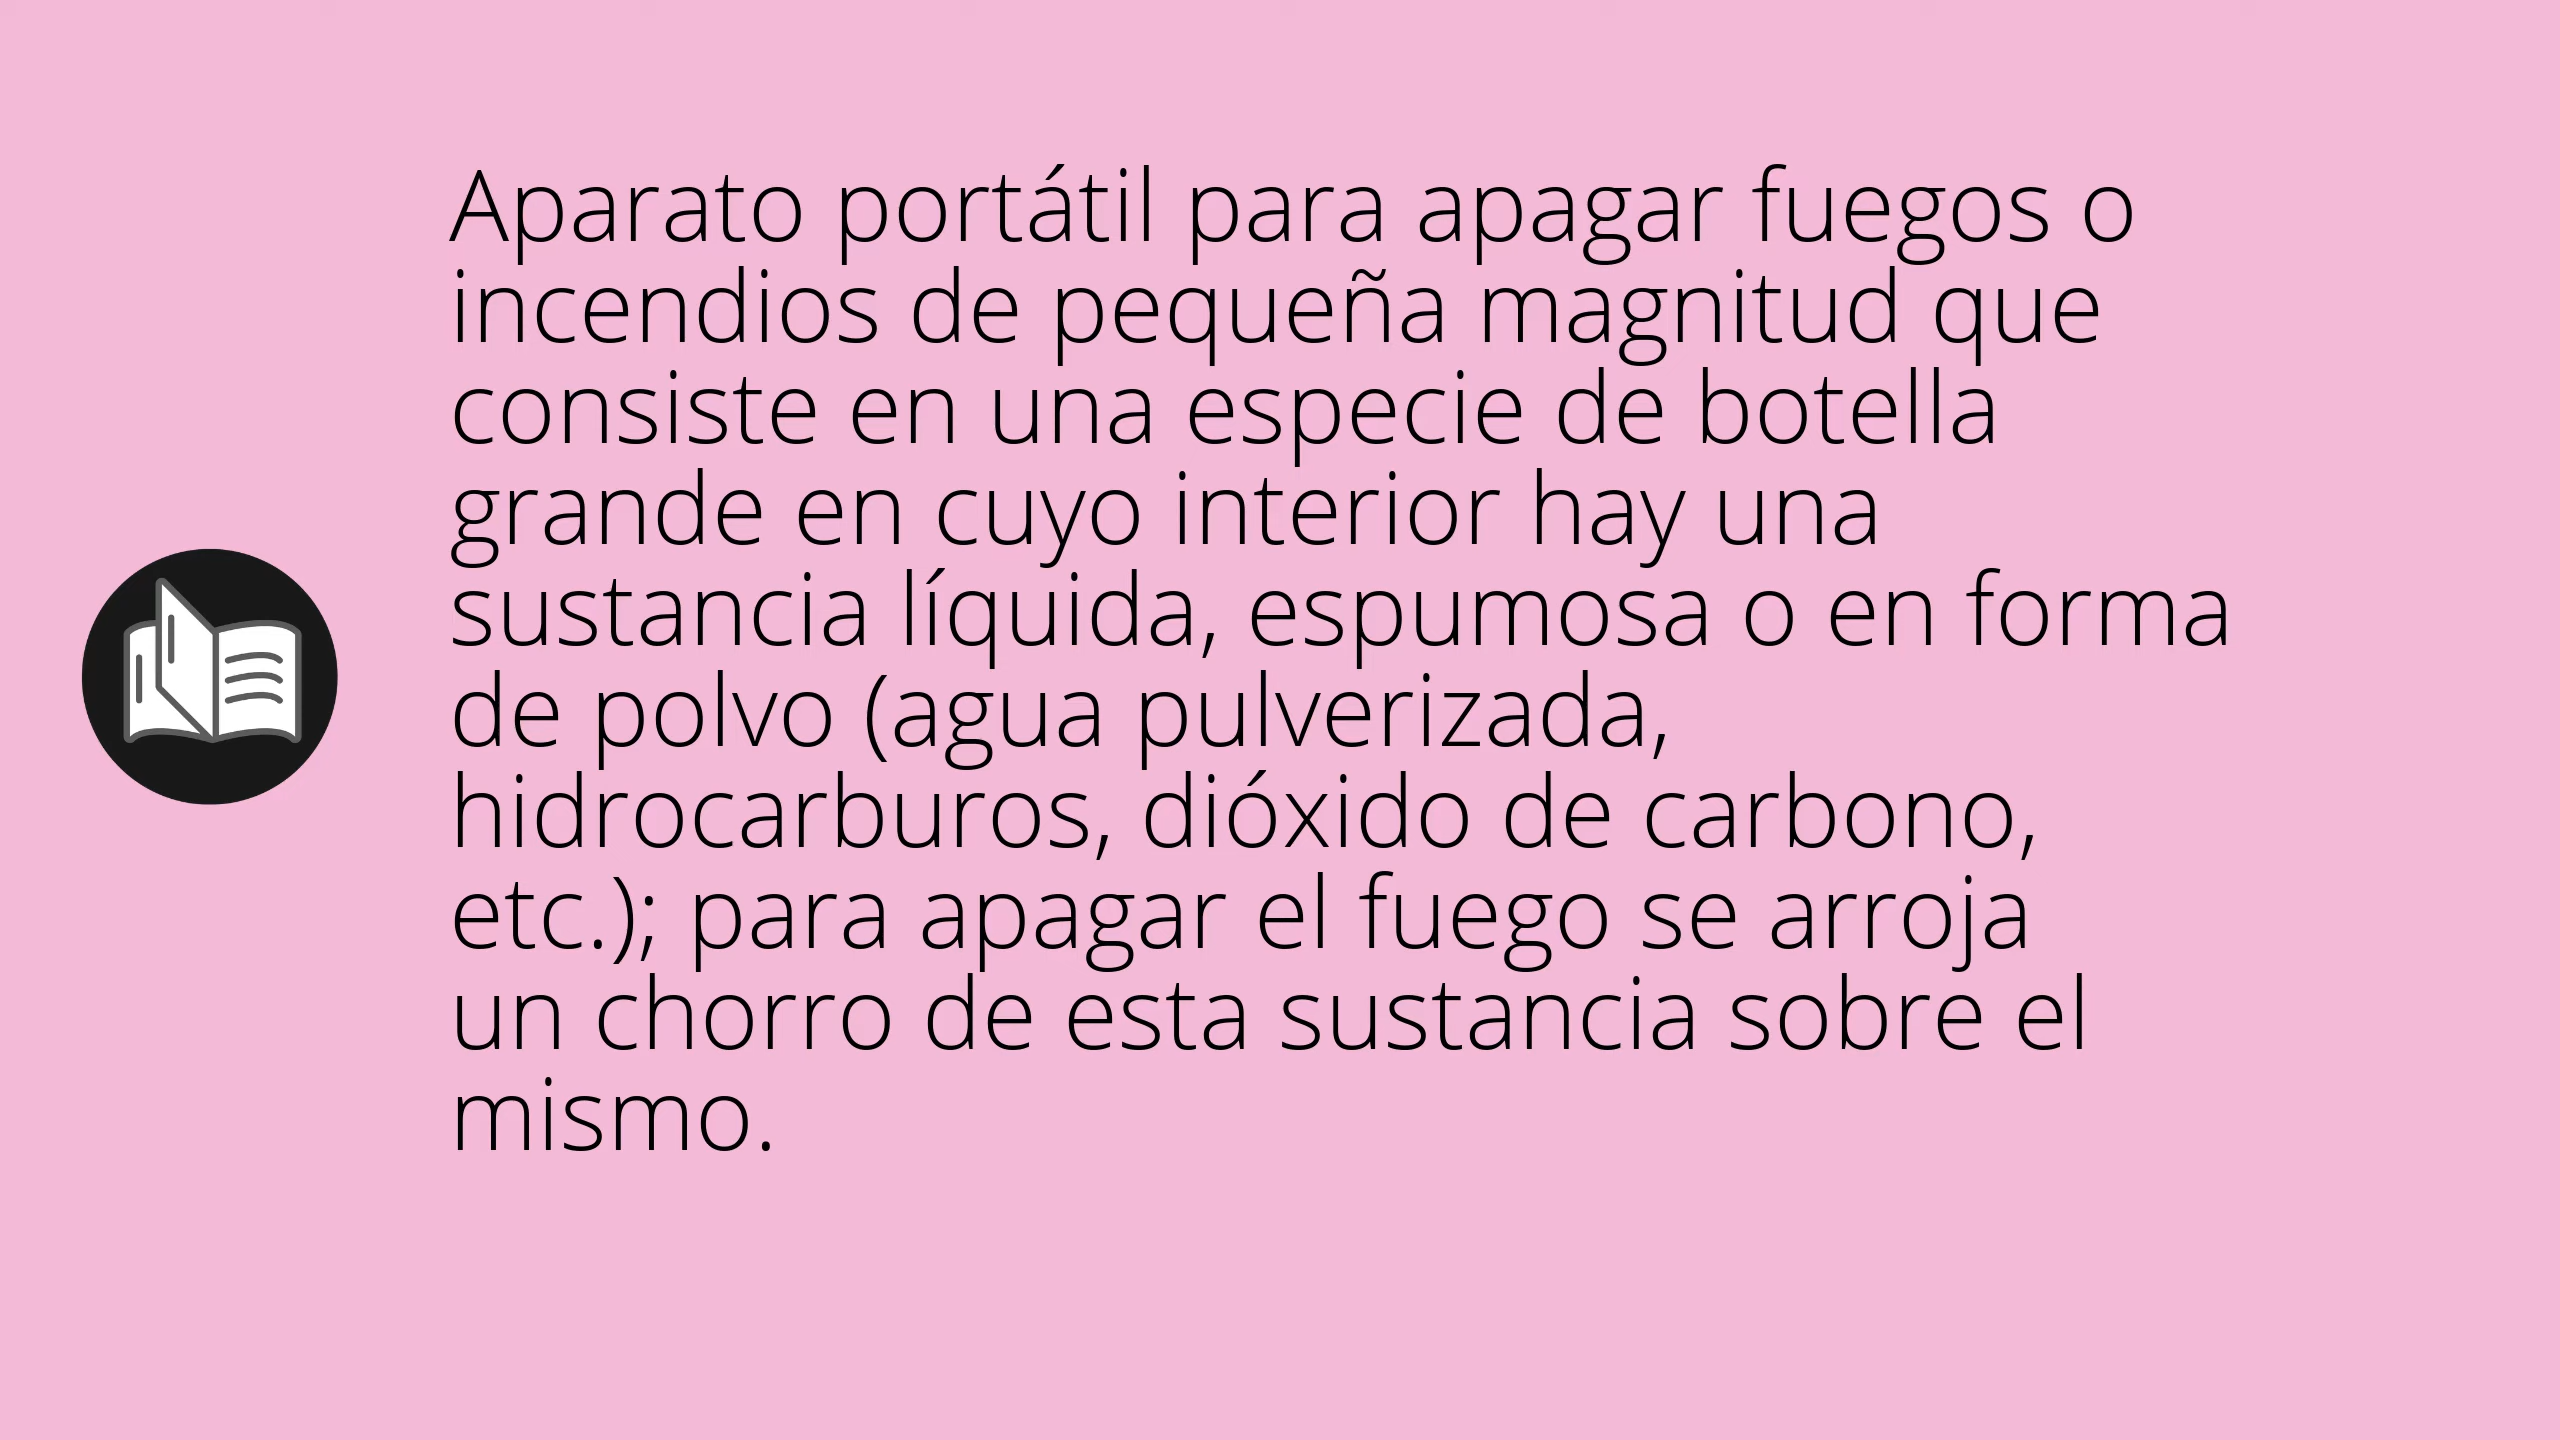 Aparato portátil para apagar fuegos o
incendios de pequeña magnitud que
consiste en una especie de botella
grande en cuyo interior hay una
sustancia líquida, espumosa o en forma
de polvo (agua pulverizada,
hidrocarburos, dióxido de carbono,
etc.); para apagar el fuego se arroja
un chorro de esta sustancia sobre el
mismo.